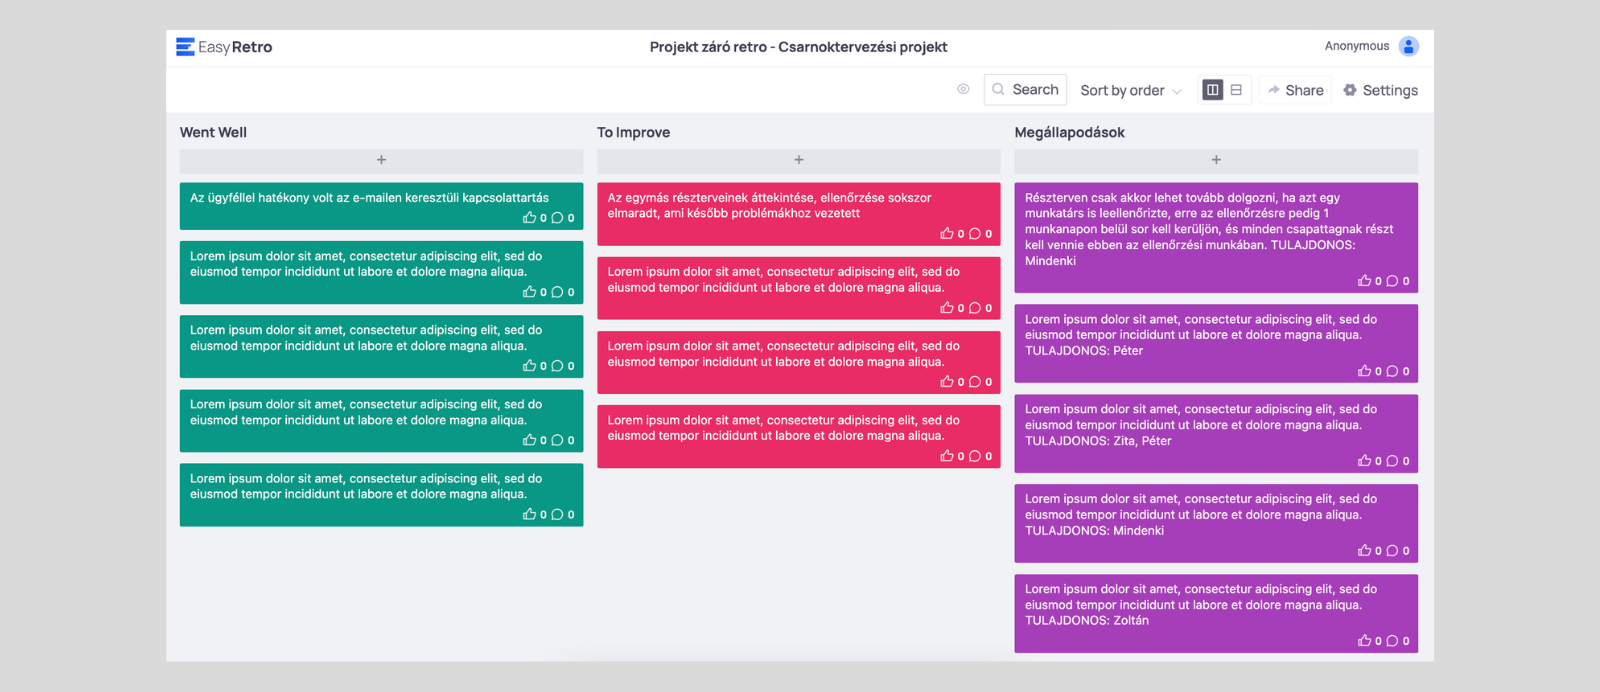 EasyRetro
Projekt záró retro - Csarnoktervezési projekt
Anonymous
Search
Sort by order
Share
Settings
Went Well
+
Az ügyféllel hatékony volt az e-mailen keresztüli kapcsolattartás
0 0
Lorem ipsum dolor sit amet, consectetur adipiscing elit, sed do
eiusmod tempor incididunt ut labore et dolore magna aliqua.
0 0
Lorem ipsum dolor sit amet, consectetur adipiscing elit, sed do
eiusmod tempor incididunt ut labore et dolore magna aliqua.
0 0
Lorem ipsum dolor sit amet, consectetur adipiscing elit, sed do
eiusmod tempor incididunt ut labore et dolore magna aliqua.
0 0
Lorem ipsum dolor sit amet, consectetur adipiscing elit, sed do
eiusmod tempor incididunt ut labore et dolore magna aliqua.
0 0
To Improve
+
Az egymás részterveinek áttekintése, ellenőrzése sokszor
elmaradt, ami később problémákhoz vezetett
0 0
Lorem ipsum dolor sit amet, consectetur adipiscing elit, sed do
eiusmod tempor incididunt ut labore et dolore magna aliqua.
0 0
Lorem ipsum dolor sit amet, consectetur adipiscing elit, sed do
eiusmod tempor incididunt ut labore et dolore magna aliqua.
0 0
Lorem ipsum dolor sit amet, consectetur adipiscing elit, sed do
eiusmod tempor incididunt ut labore et dolore magna aliqua.
0 0
Megállapodások
+
Részterven csak akkor lehet tovább dolgozni, ha azt egy
munkatárs is leellenőrizte, erre az ellenőrzésre pedig 1
munkanapon belül sor kell kerüljön, és minden csapattagnak részt
kell vennie ebben az ellenőrzési munkában. TULAJDONOS:
Mindenki
0 0
Lorem ipsum dolor sit amet, consectetur adipiscing elit, sed do
eiusmod tempor incididunt ut labore et dolore magna aliqua.
TULAJDONOS: Péter
0 0
Lorem ipsum dolor sit amet, consectetur adipiscing elit, sed do
eiusmod tempor incididunt ut labore et dolore magna aliqua.
TULAJDONOS: Zita, Péter
0 0
Lorem ipsum dolor sit amet, consectetur adipiscing elit, sed do
eiusmod tempor incididunt ut labore et dolore magna aliqua.
TULAJDONOS: Mindenki
0 0
Lorem ipsum dolor sit amet, consectetur adipiscing elit, sed do
eiusmod tempor incididunt ut labore et dolore magna aliqua.
TULAJDONOS: Zoltán
0 0